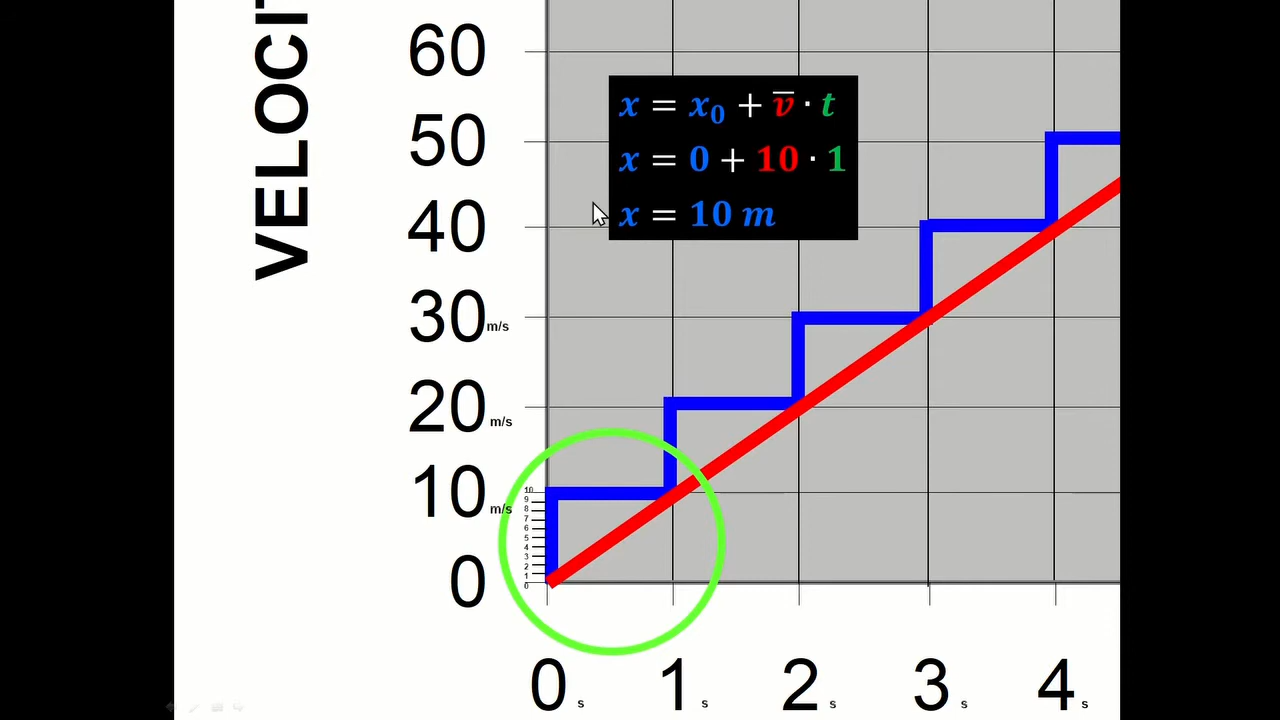 VELOCI
60
50
40
30 m/s
20 m/s
10 m/s
0
10
9
8
7
6
5
4
3
2
1
0
x = x₀ + v̅ · t
x = 0 + 10 · 1
x = 10 m
0 s 1 s 2 s 3 s 4 s